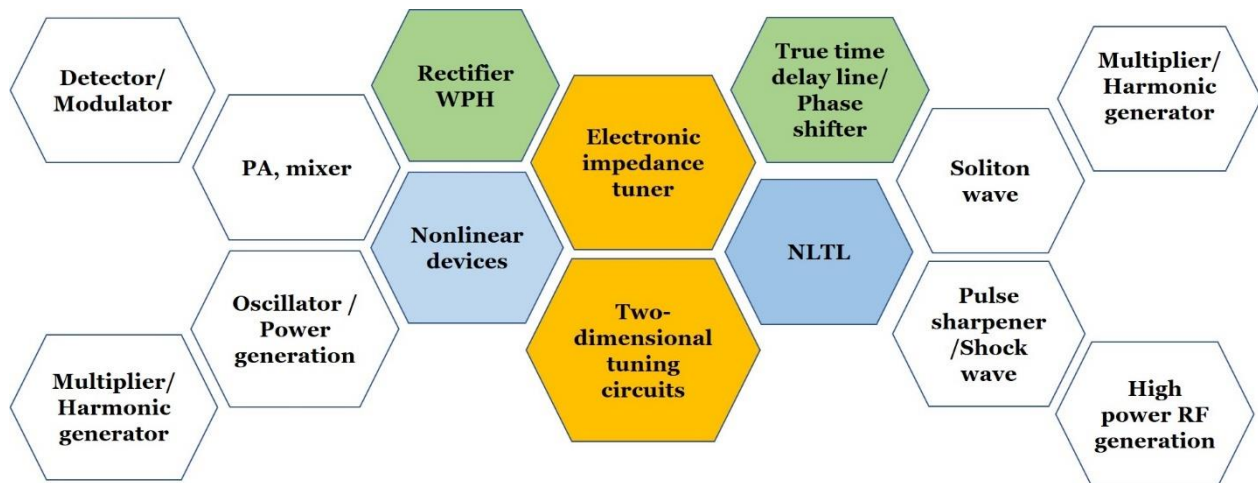 Detector/
Modulator
PA, mixer
Oscillator /
Power
generation
Multiplier/
Harmonic
generator
Rectifier
WPH
Nonlinear
devices
Electronic
impedance
tuner
Two-
dimensional
tuning
circuits
True time
delay line/
Phase
shifter
NLTL
Soliton
wave
Pulse
sharpener
/Shock
wave
Multiplier/
Harmonic
generator
High
power RF
generation